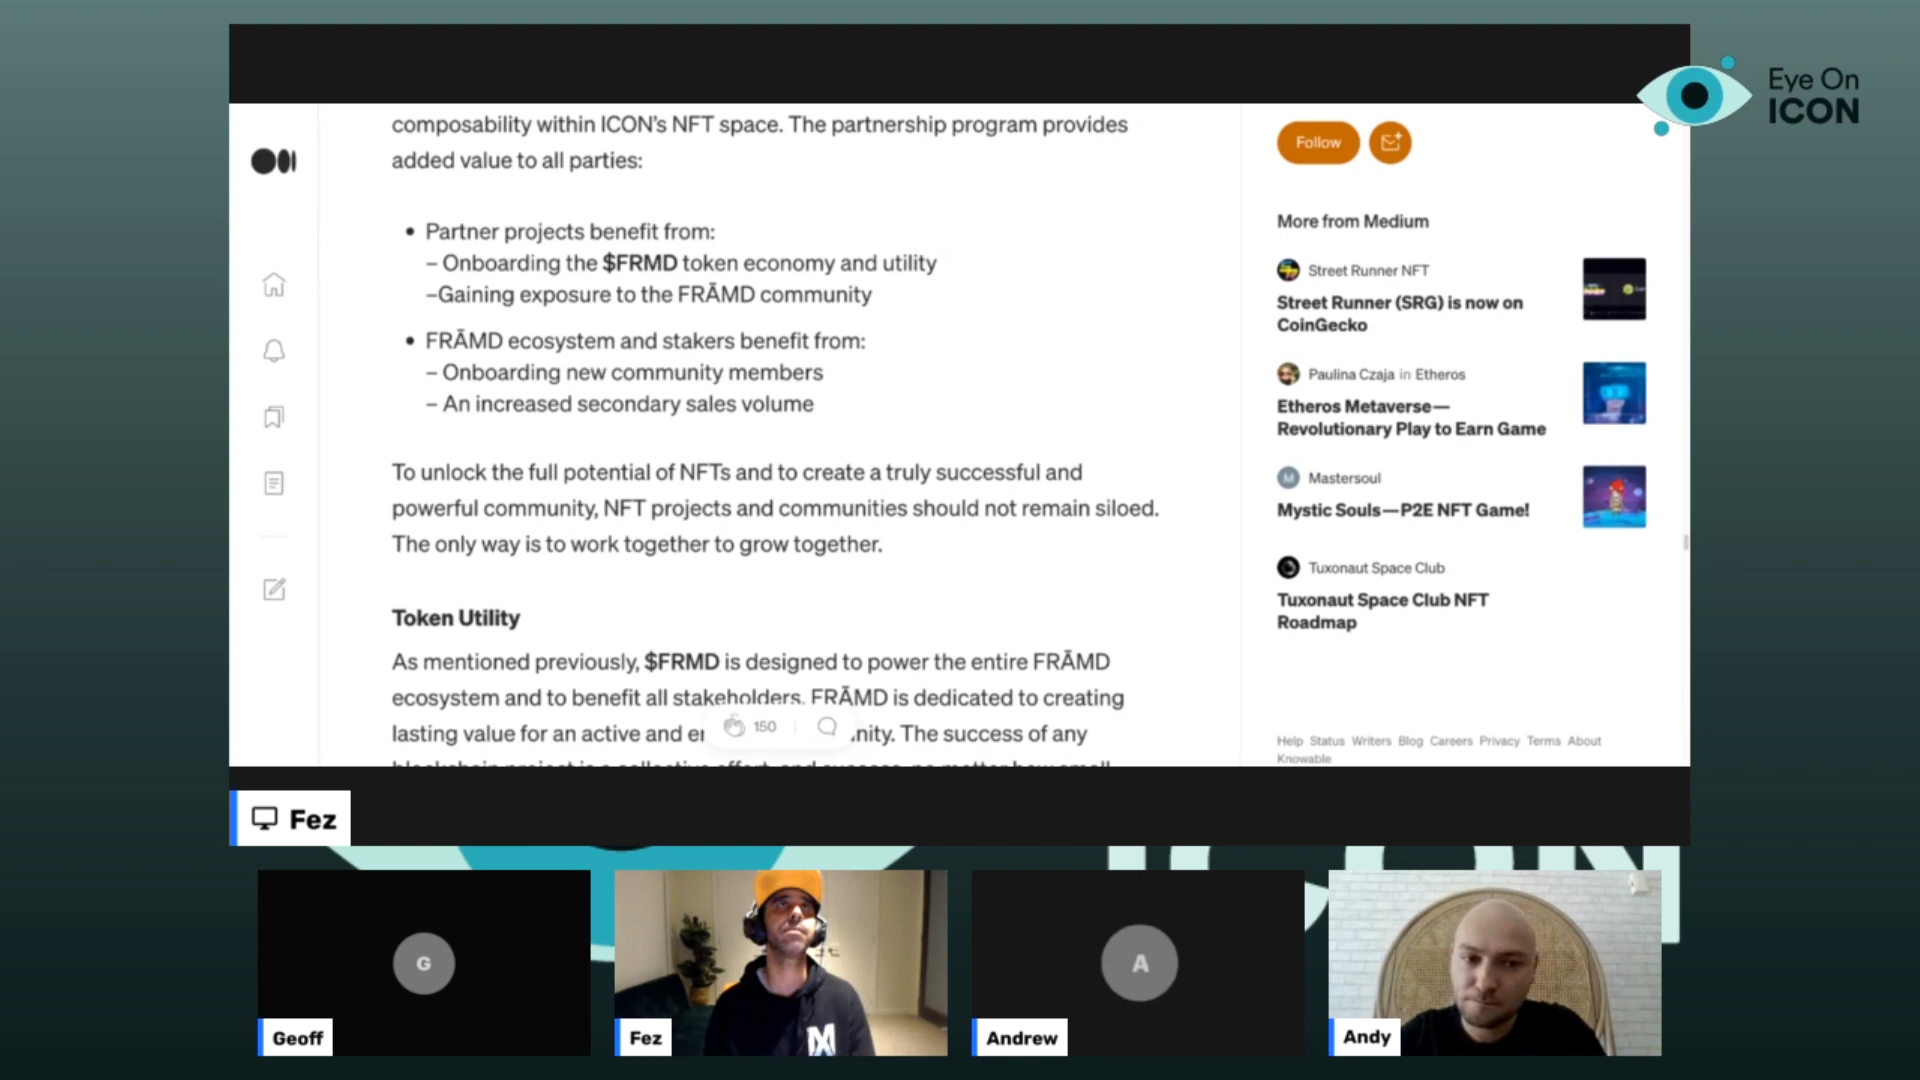 Eye On
ICON
composability within ICON's NFT space. The partnership program provides
added value to all parties:
• Partner projects benefit from:
– Onboarding the $FRMD token economy and utility
–Gaining exposure to the FRĀMD community
• FRĀMD ecosystem and stakers benefit from:
– Onboarding new community members
– An increased secondary sales volume
To unlock the full potential of NFTs and to create a truly successful and
powerful community, NFT projects and communities should not remain siloed.
The only way is to work together to grow together.
Token Utility
As mentioned previously, $FRMD is designed to power the entire FRĀMD
ecosystem and to benefit all stakeholders. FRĀMD is dedicated to creating
lasting value for an active and The success of any
150
Follow
More from Medium
Street Runner NFT
Street Runner (SRG) is now on
CoinGecko
Paulina Czaja in Etheros
Etheros Metaverse—
Revolutionary Play to Earn Game
M Mastersoul
Mystic Souls—P2E NFT Game!
Tuxonaut Space Club
Tuxonaut Space Club NFT
Roadmap
Help Status Writers Blog Careers Privacy Terms About
Knowable
Fez
G
Geoff
Fez
A
Andrew
Andy